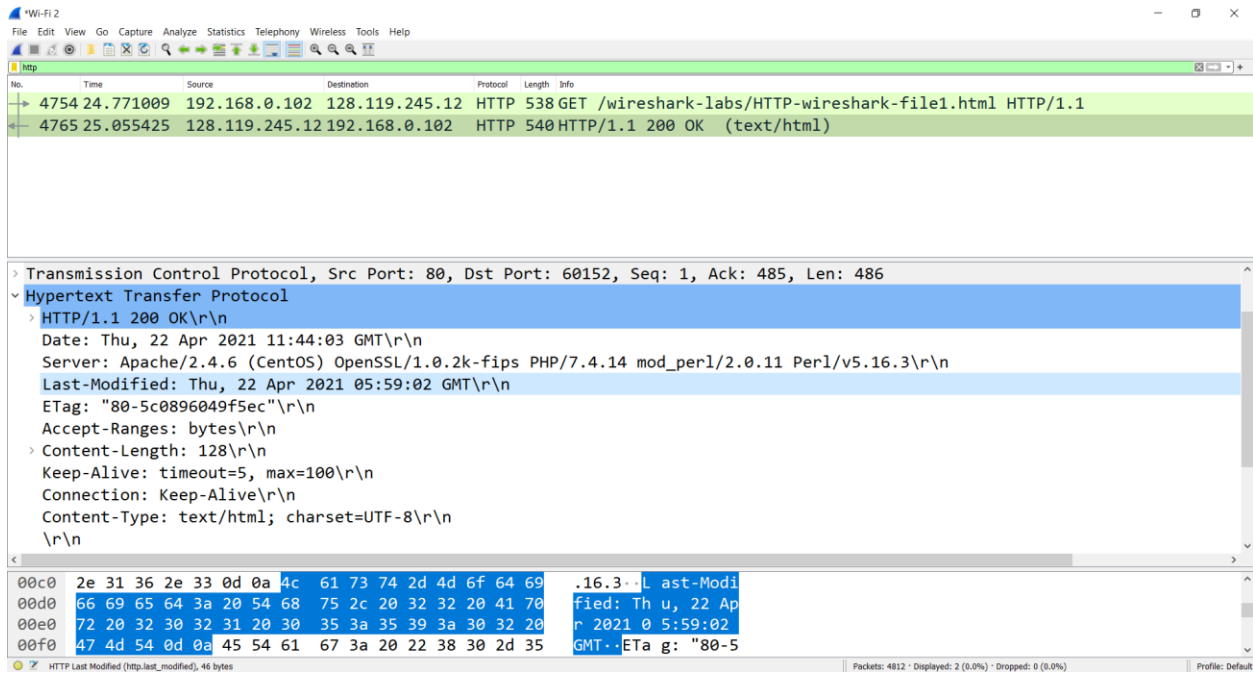 *Wi-Fi 2
File Edit View Go Capture Analyze Statistics Telephony Wireless Tools Help
http
No. Time Source Destination Protocol Length Info
4754 24.771009 192.168.0.102 128.119.245.12 HTTP 538 GET /wireshark-labs/HTTP-wireshark-file1.html HTTP/1.1
4765 25.055425 128.119.245.12 192.168.0.102 HTTP 540 HTTP/1.1 200 OK (text/html)
Transmission Control Protocol, Src Port: 80, Dst Port: 60152, Seq: 1, Ack: 485, Len: 486
Hypertext Transfer Protocol
HTTP/1.1 200 OK\r\n
Date: Thu, 22 Apr 2021 11:44:03 GMT\r\n
Server: Apache/2.4.6 (CentOS) OpenSSL/1.0.2k-fips PHP/7.4.14 mod_perl/2.0.11 Perl/v5.16.3\r\n
Last-Modified: Thu, 22 Apr 2021 05:59:02 GMT\r\n
ETag: "80-5c0896049f5ec"\r\n
Accept-Ranges: bytes\r\n
Content-Length: 128\r\n
Keep-Alive: timeout=5, max=100\r\n
Connection: Keep-Alive\r\n
Content-Type: text/html; charset=UTF-8\r\n
\r\n
00c0 2e 31 36 2e 33 0d 0a 4c 61 73 74 2d 4d 6f 64 69 .16.3··L ast-Modi
00d0 66 69 65 64 3a 20 54 68 75 2c 20 32 32 20 41 70 fied: Th u, 22 Ap
00e0 72 20 32 30 32 31 20 30 35 3a 35 39 3a 30 32 20 r 2021 0 5:59:02
00f0 47 4d 54 0d 0a 45 54 61 67 3a 20 22 38 30 2d 35 GMT··ETa g: "80-5
HTTP Last Modified (http.last_modified), 46 bytes Packets: 4812 · Displayed: 2 (0.0%) · Dropped: 0 (0.0%) Profile: Default